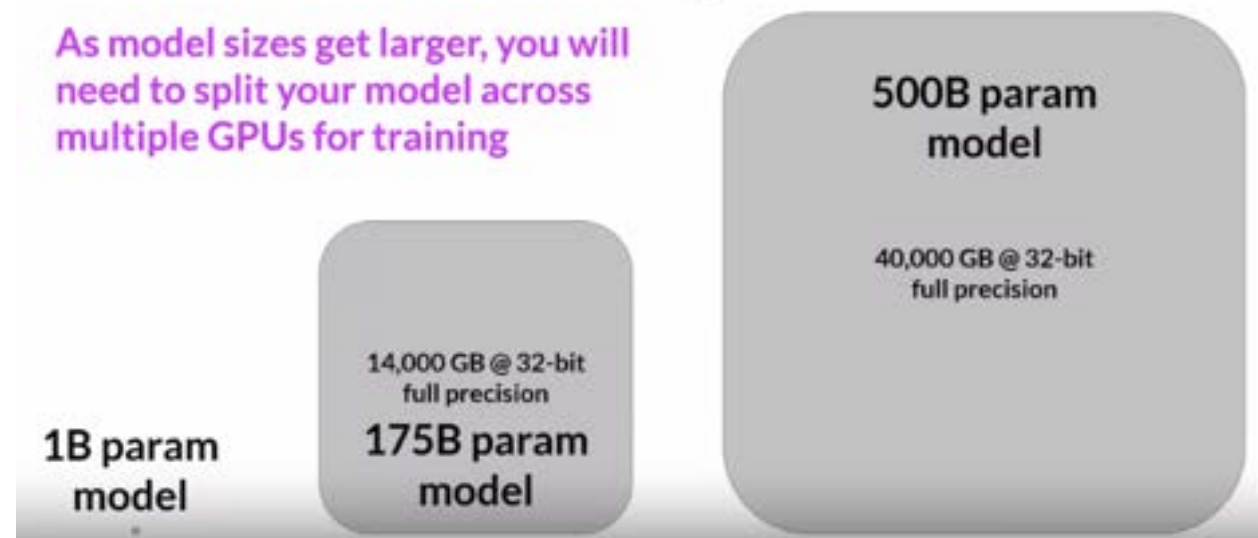 As model sizes get larger, you will
need to split your model across
multiple GPUs for training
500B param
model
40,000 GB @ 32-bit
full precision
14,000 GB @ 32-bit
full precision
175B param
model
1B param
model